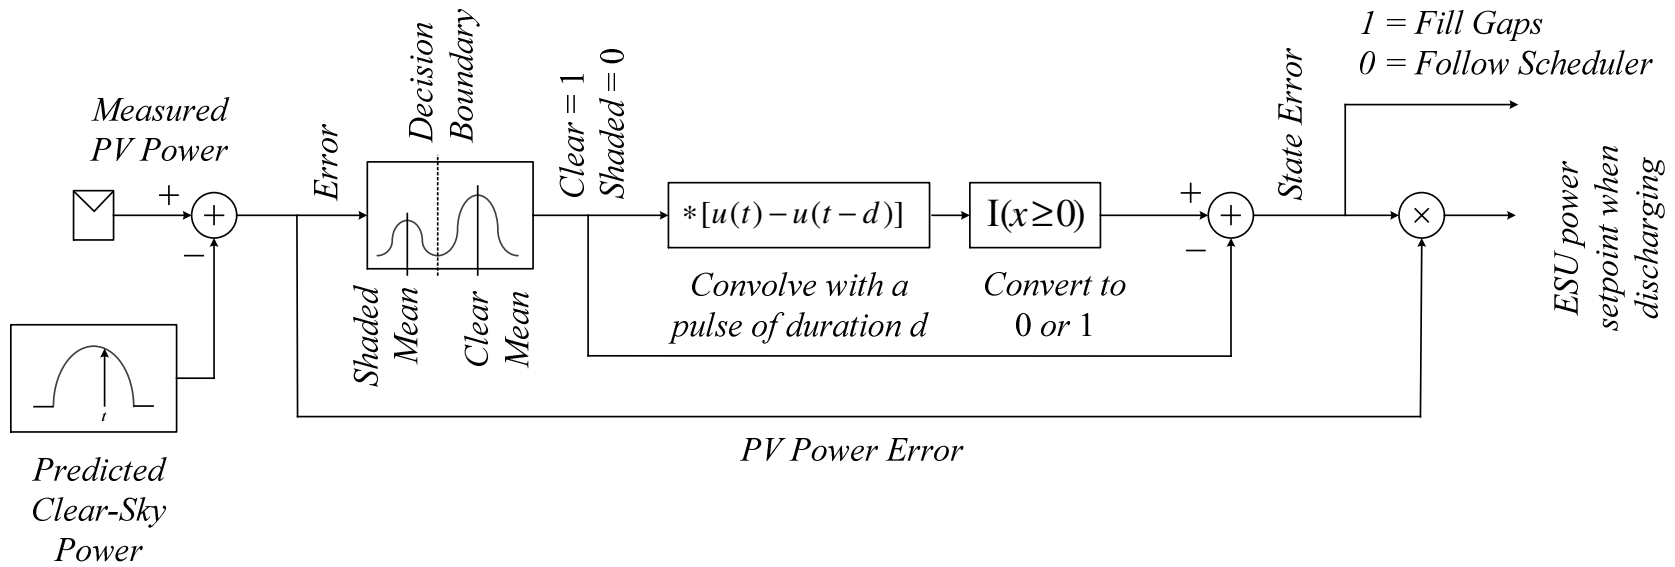 1 = Fill Gaps
0 = Follow Scheduler
Measured
PV Power
+
−
+
Predicted
Clear-Sky
Power
t
Error
Decision
Boundary
Shaded
Mean
Clear
Mean
Clear = 1
Shaded = 0
*[u(t)−u(t−d)]
Convolve with a
pulse of duration d
I(x≥0)
Convert to
0 or 1
+
−
+
State Error
×
PV Power Error
ESU power
setpoint when
discharging